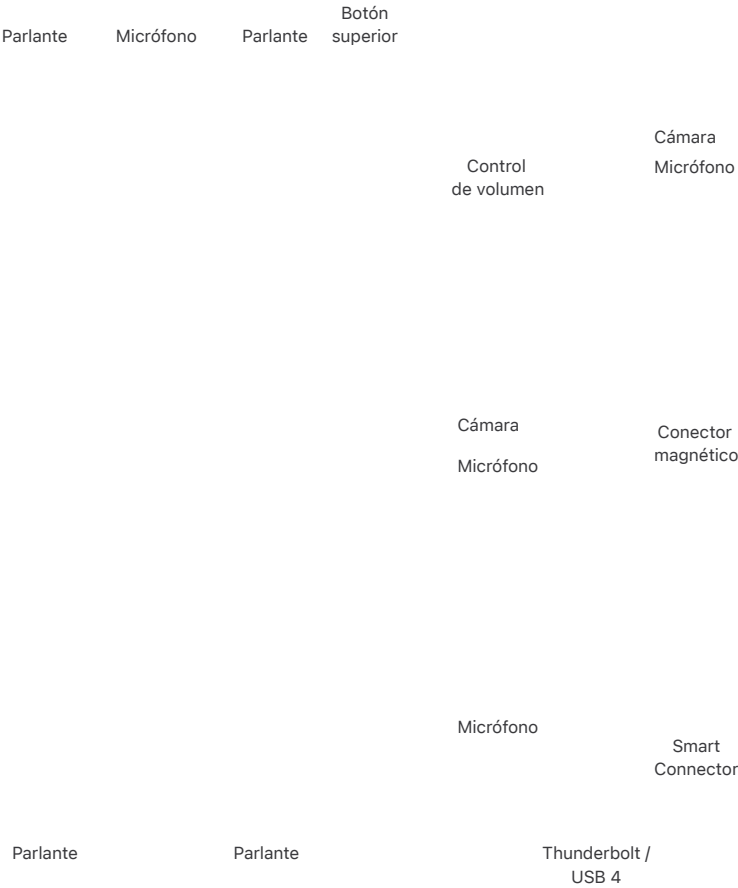 Botón
superior
Parlante
Micrófono
Parlante
Cámara
Micrófono
Control
de volumen
Cámara
Micrófono
Conector
magnético
Micrófono
Smart
Connector
Parlante
Parlante
Thunderbolt /
USB 4